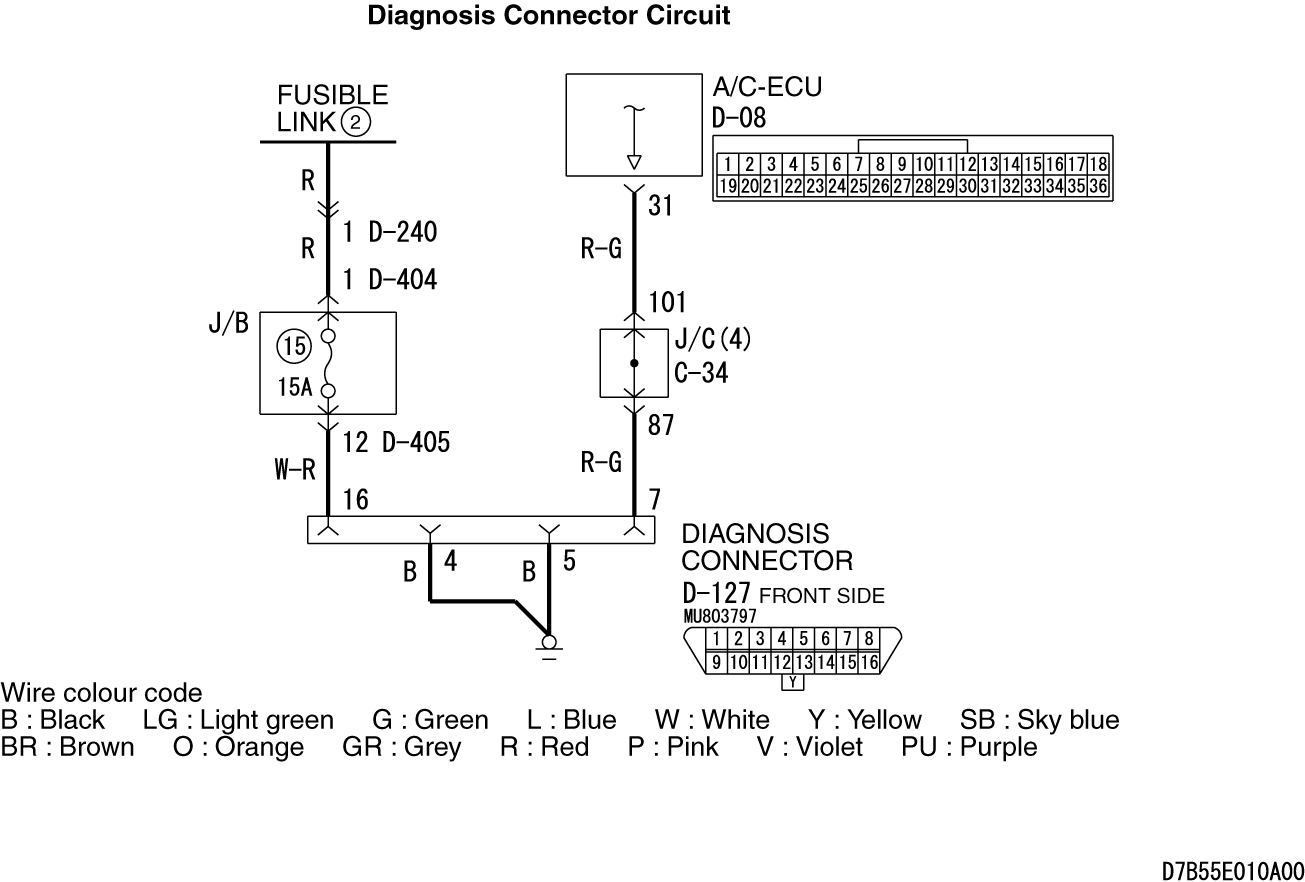 Diagnosis Connector Circuit
FUSIBLE
LINK 2
A/C-ECU
D-08
1 2 3 4 5 6 7 8 9 10 11 12 13 14 15 16 17 18
19 20 21 22 23 24 25 26 27 28 29 30 31 32 33 34 35 36
R
31
1 D-240
R
R-G
1 D-404
101
J/B
15
J/C(4)
C-34
15A
87
12 D-405
W-R
R-G
16
7
DIAGNOSIS
CONNECTOR
B
4
B
5
D-127 FRONT SIDE
MU803797
1 2 3 4 5 6 7 8
9 10 11 12 13 14 15 16
Y
Wire colour code
B : Black LG : Light green G : Green L : Blue W : White Y : Yellow SB : Sky blue
BR : Brown O : Orange GR : Grey R : Red P : Pink V : Violet PU : Purple
D7B55E010A00